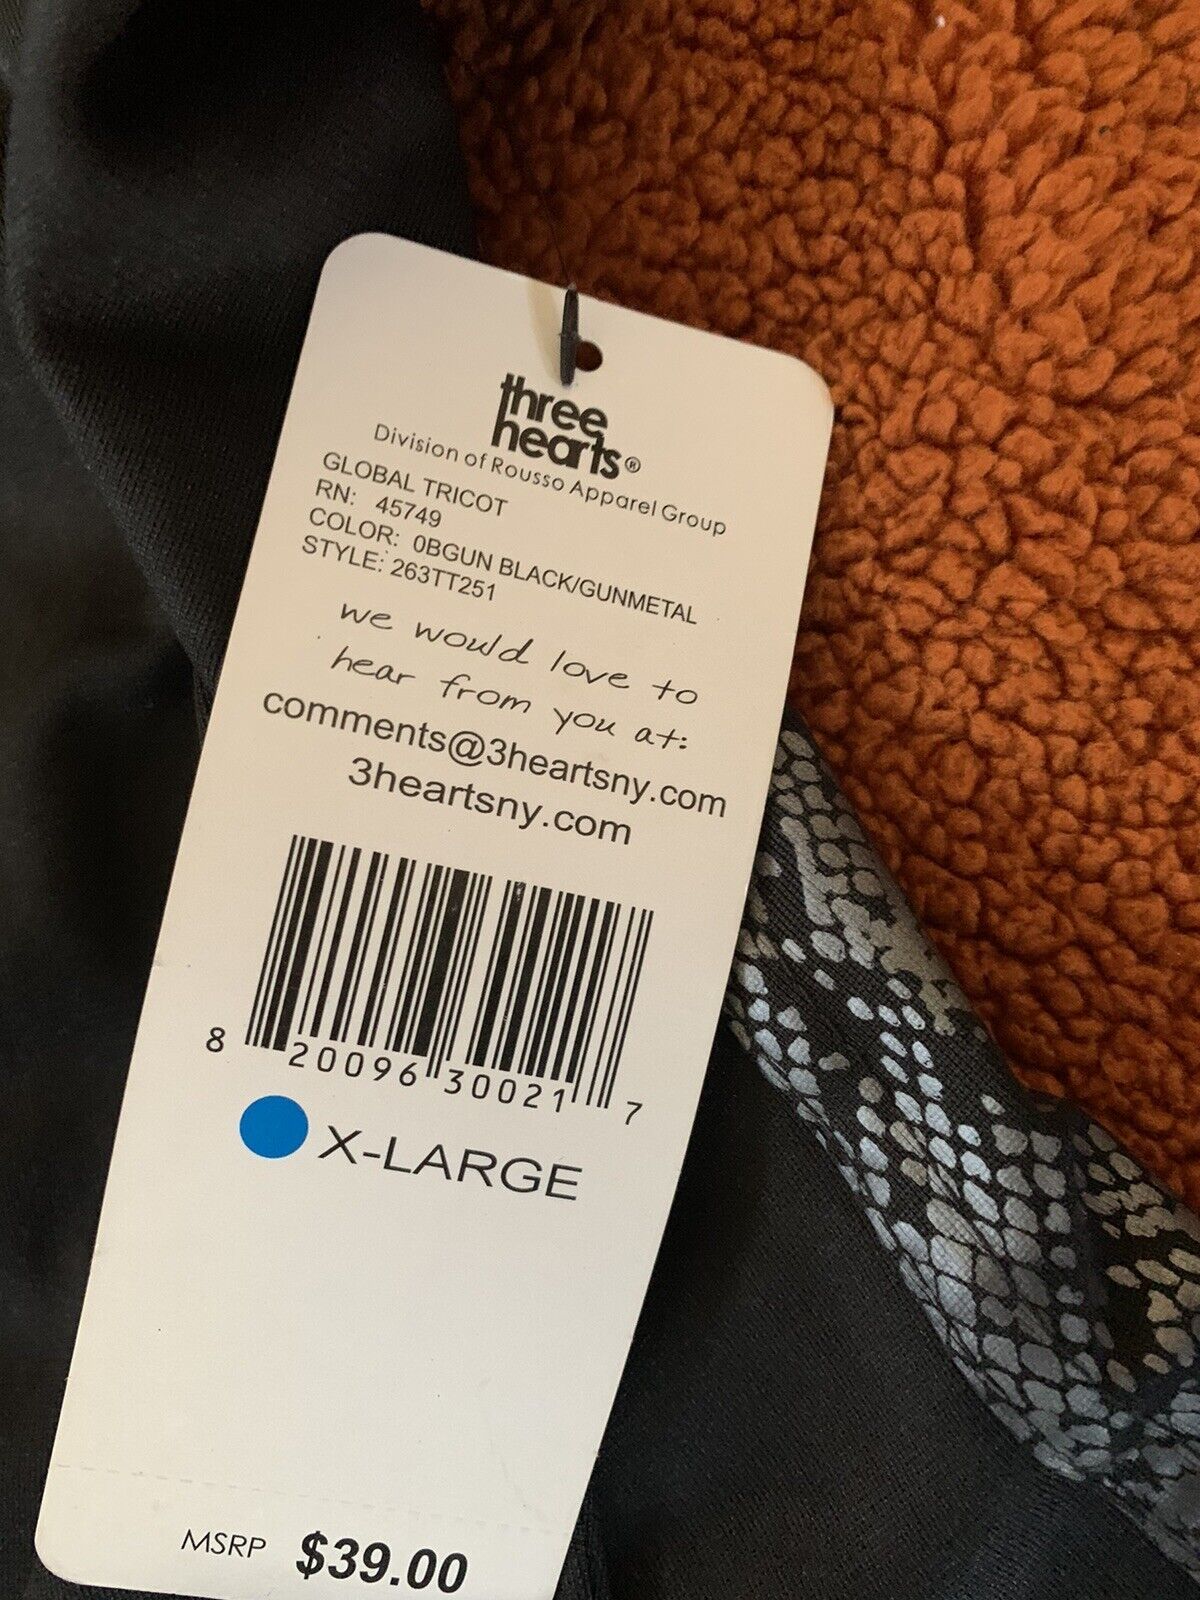 three
hearts®
Division of Rousso Apparel Group
GLOBAL TRICOT
RN: 45749
COLOR: 0BGUN BLACK/GUNMETAL
STYLE: 263TT251
we would love to
hear from you at:
comments@3heartsny.com
3heartsny.com
8 20096 30021 7
X-LARGE
MSRP $39.00